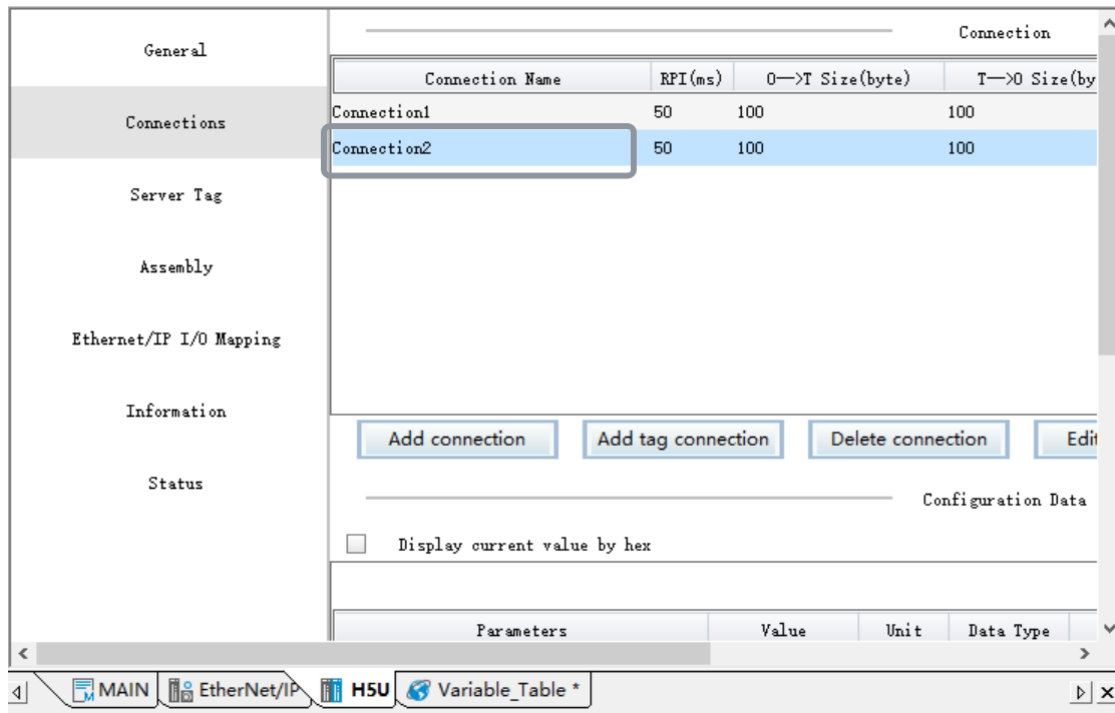 General
Connections
Server Tag
Assembly
Ethernet/IP I/O Mapping
Information
Status
Connection
Connection Name RPI(ms) O—>T Size(byte) T—>O Size(by
Connection1 50 100 100
Connection2 50 100 100
Add connection Add tag connection Delete connection Edit
Configuration Data
Display current value by hex
Parameters Value Unit Data Type
MAIN EtherNet/IP H5U Variable_Table *